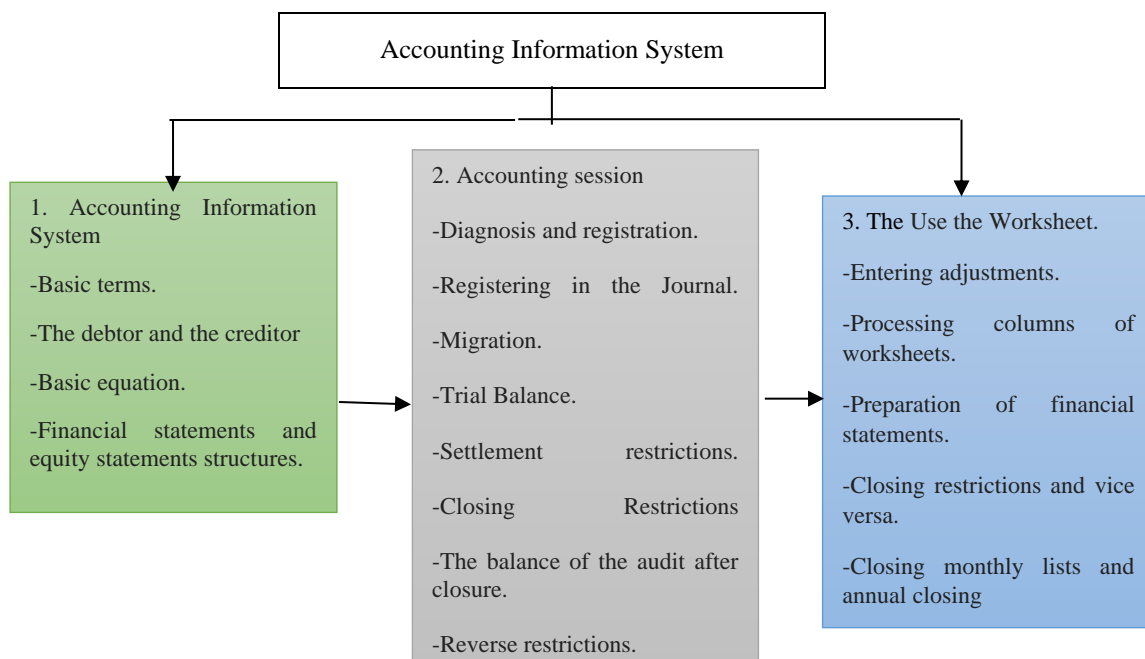 Accounting Information System
1. Accounting Information
System
-Basic terms.
-The debtor and the creditor
-Basic equation.
-Financial statements and
equity statements structures.
2. Accounting session
-Diagnosis and registration.
-Registering in the Journal.
-Migration.
-Trial Balance.
-Settlement restrictions.
-Closing Restrictions
-The balance of the audit after
closure.
-Reverse restrictions.
3. The Use the Worksheet.
-Entering adjustments.
-Processing columns of
worksheets.
-Preparation of financial
statements.
-Closing restrictions and vice
versa.
-Closing monthly lists and
annual closing